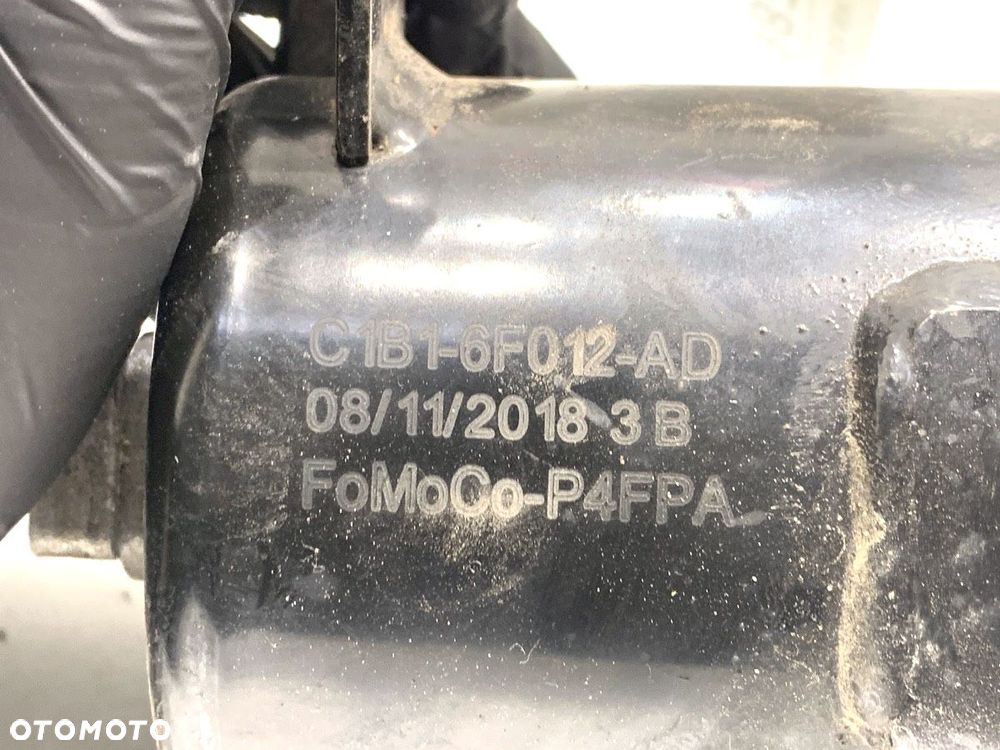 C1B1-6F012-AD
08/11/2018 3 B
FoMoCo-P4FPA
OTOMOTO